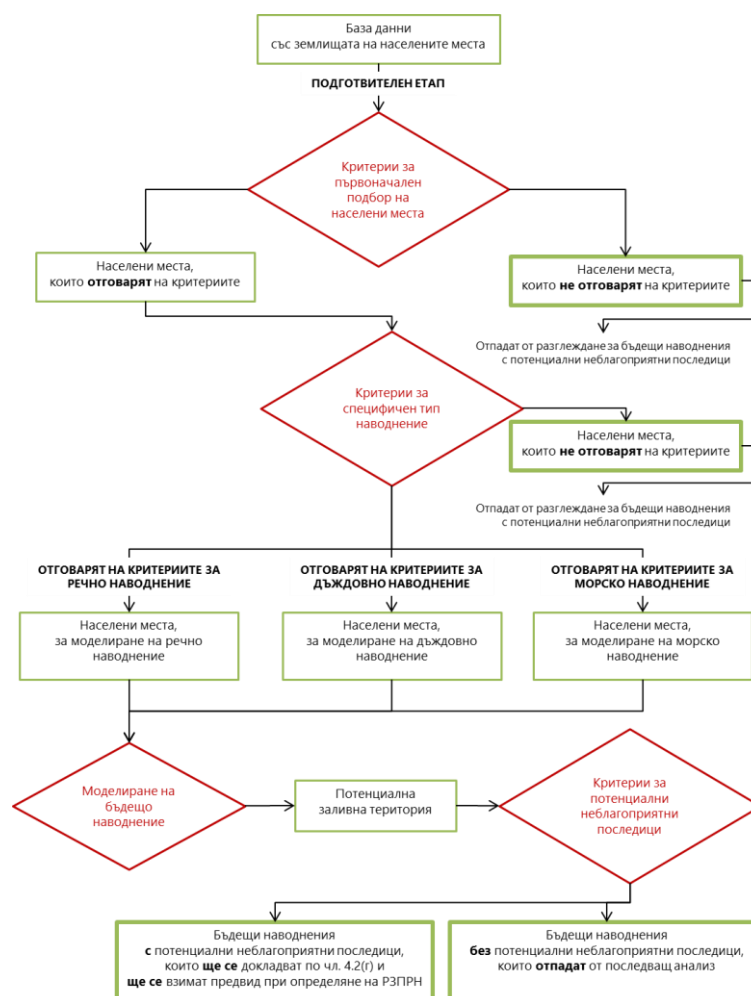 База данни
със землищата на населените места
ПОДГОТВИТЕЛЕН ЕТАП
Критерии за
първоначален
подбор на
населени места
Населени места,
които отговарят на критериите
Населени места,
които не отговарят на критериите
Отпадат от разглеждане за бъдещи наводнения
с потенциални неблагоприятни последици
Критерии за
специфичен тип
наводнение
Населени места,
които не отговарят на критериите
Отпадат от разглеждане за бъдещи наводнения
с потенциални неблагоприятни последици
ОТГОВАРЯТ НА КРИТЕРИИТЕ ЗА
РЕЧНО НАВОДНЕНИЕ
ОТГОВАРЯТ НА КРИТЕРИИТЕ ЗА
ДЪЖДОВНО НАВОДНЕНИЕ
ОТГОВАРЯТ НА КРИТЕРИИТЕ ЗА
МОРСКО НАВОДНЕНИЕ
Населени места,
за моделиране на речно
наводнение
Населени места,
за моделиране на дъждовно
наводнение
Населени места,
за моделиране на морско
наводнение
Моделиране на
бъдещо
наводнение
Потенциална
заливна територия
Критерии за
потенциални
неблагоприятни
последици
Бъдещи наводнения
с потенциални неблагоприятни последици,
които ще се докладват по чл. 4.2(г) и
ще се взимат предвид при определяне на РЗПРН
Бъдещи наводнения
без потенциални неблагоприятни последици,
които отпадат от последващ анализ